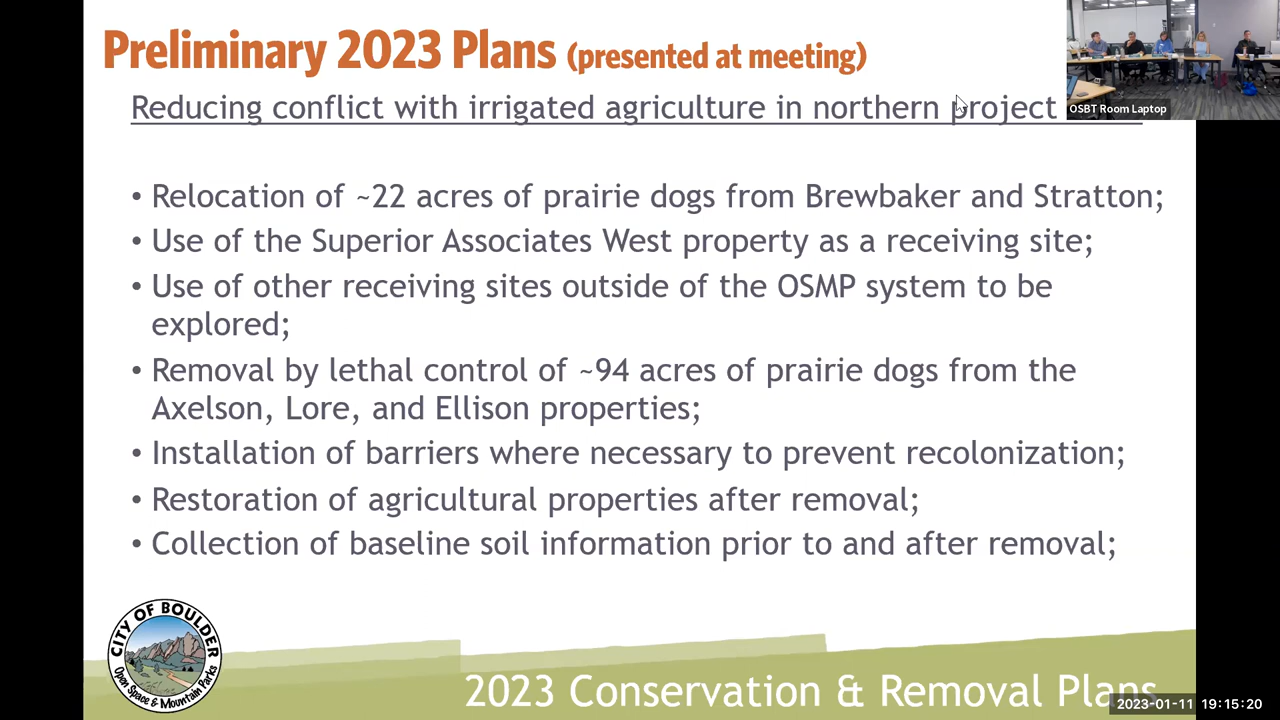 Preliminary 2023 Plans (presented at meeting)
Reducing conflict with irrigated agriculture in northern project
OSBT Room Laptop
• Relocation of ~22 acres of prairie dogs from Brewbaker and Stratton;
• Use of the Superior Associates West property as a receiving site;
• Use of other receiving sites outside of the OSMP system to be
explored;
• Removal by lethal control of ~94 acres of prairie dogs from the
Axelson, Lore, and Ellison properties;
• Installation of barriers where necessary to prevent recolonization;
• Restoration of agricultural properties after removal;
• Collection of baseline soil information prior to and after removal;
CITY OF BOULDER
Open Space & Mountain Parks
2023 Conservation & Removal Plans
2023-01-11 19:15:20